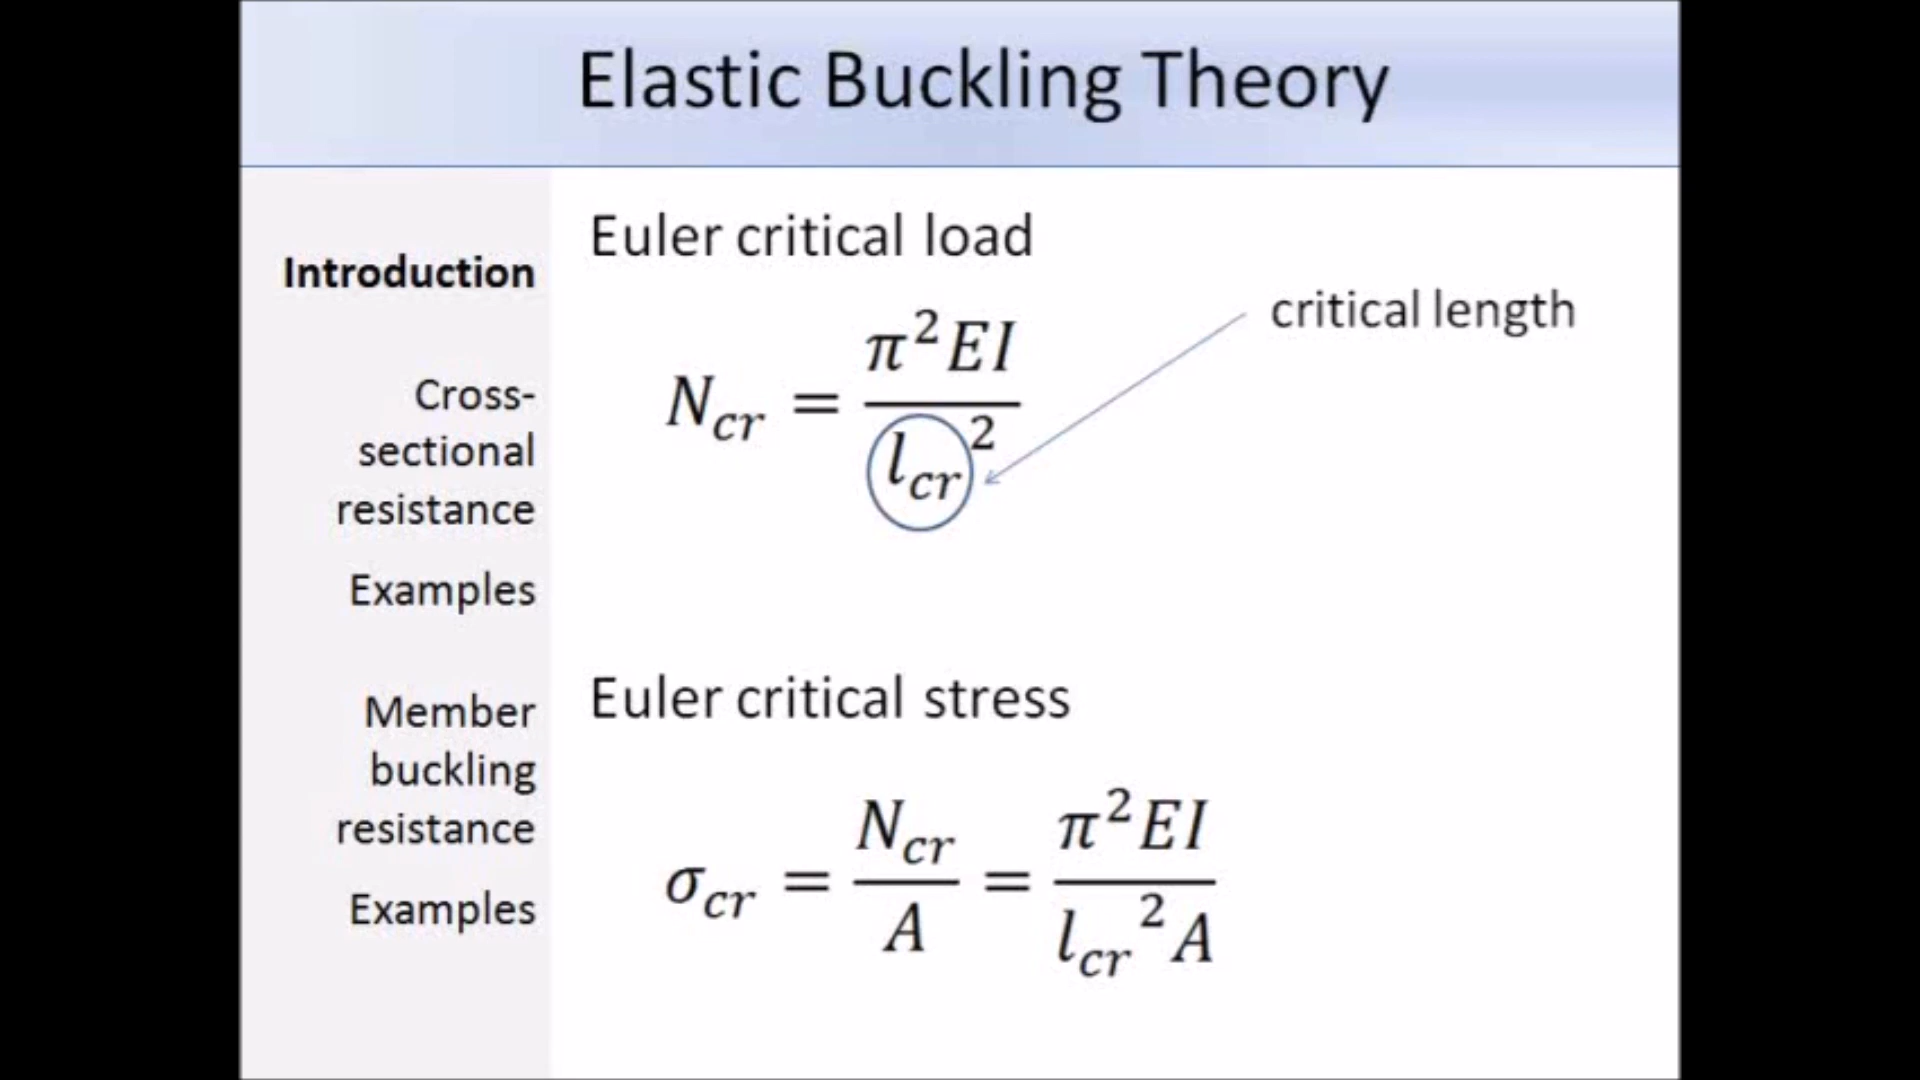 Elastic Buckling Theory
Introduction
Cross-
sectional
resistance
Examples
Member
buckling
resistance
Examples
Euler critical load
critical length
N_cr = π²EI / l_cr²
Euler critical stress
σ_cr = N_cr / A = π²EI / l_cr² A